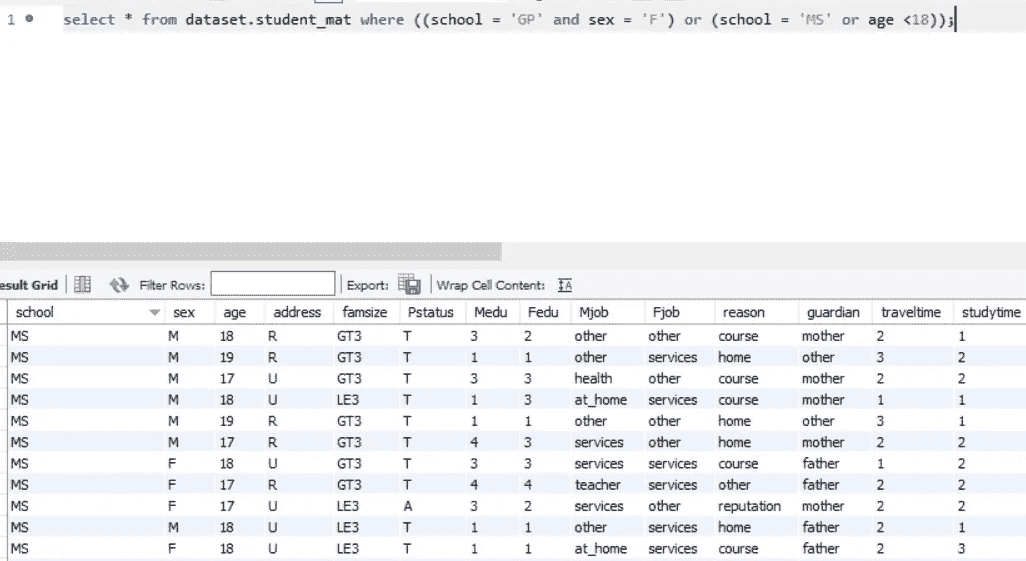 1 select * from dataset.student_mat where ((school = 'GP' and sex = 'F') or (school = 'MS' or age <18));
esult Grid Filter Rows: Export: Wrap Cell Content:
school sex age address famsize Pstatus Medu Fedu Mjob Fjob reason guardian traveltime studytime
MS M 18 R GT3 T 3 2 other other course mother 2 1
MS M 19 R GT3 T 1 1 other services home other 3 2
MS M 17 U GT3 T 3 3 health other course mother 2 2
MS M 18 U LE3 T 1 3 at_home services course mother 1 1
MS M 19 R GT3 T 1 1 other other home other 3 1
MS M 17 R GT3 T 4 3 services other home mother 2 2
MS F 18 U GT3 T 3 3 services services course father 1 2
MS F 17 R GT3 T 4 4 teacher services other father 2 2
MS F 17 U LE3 A 3 2 services other reputation mother 2 2
MS M 18 U LE3 T 1 1 other services home father 2 1
MS F 18 U LE3 T 1 1 at_home services course father 2 3